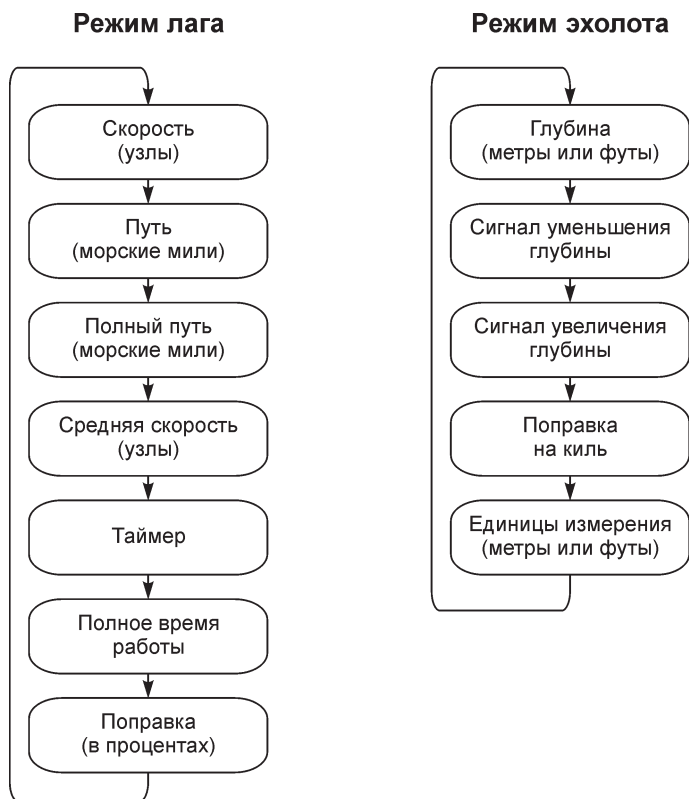 Режим лага
Скорость
(узлы)
Путь
(морские мили)
Полный путь
(морские мили)
Средняя скорость
(узлы)
Таймер
Полное время
работы
Поправка
(в процентах)
Режим эхолота
Глубина
(метры или футы)
Сигнал уменьшения
глубины
Сигнал увеличения
глубины
Поправка
на киль
Единицы измерения
(метры или футы)